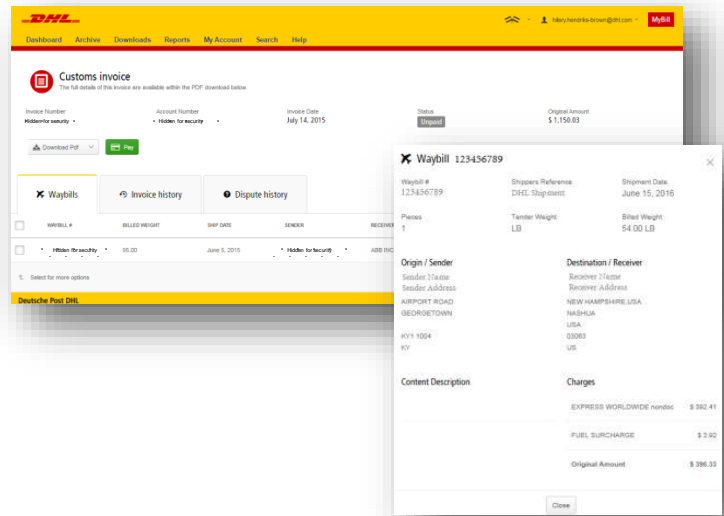 DHL
hilary.hendriks-brown@dhl.com
MyBill
Dashboard Archive Downloads Reports My Account Search Help
Customs invoice
The full details of this invoice are available within the PDF download below.
Invoice Number Account Number Invoice Date Status Original Amount
Hidden for security • • Hidden for security • July 14, 2015 Unpaid $ 1,150.03
Download Pdf Pay
Waybills Invoice history Dispute history
WAYBILL # BILLED WEIGHT SHIP DATE SENDER RECEIVER
• Hidden for security • 95.00 June 5, 2015 • Hidden for security • ABB INC
Select for more options
Deutsche Post DHL
Waybill 123456789
Waybill # Shippers Reference Shipment Date
123456789 DHL Shipment June 15, 2016
Pieces Tender Weight Billed Weight
1 LB 54.00 LB
Origin / Sender Destination / Receiver
Sender Name Receiver Name
Sender Address Receiver Address
AIRPORT ROAD NEW HAMPSHIRE,USA
GEORGETOWN NASHUA
USA
KY1 1004 03063
KY US
Content Description Charges
EXPRESS WORLDWIDE nondoc $ 392.41
FUEL SURCHARGE $ 3.92
Original Amount $ 396.33
Close